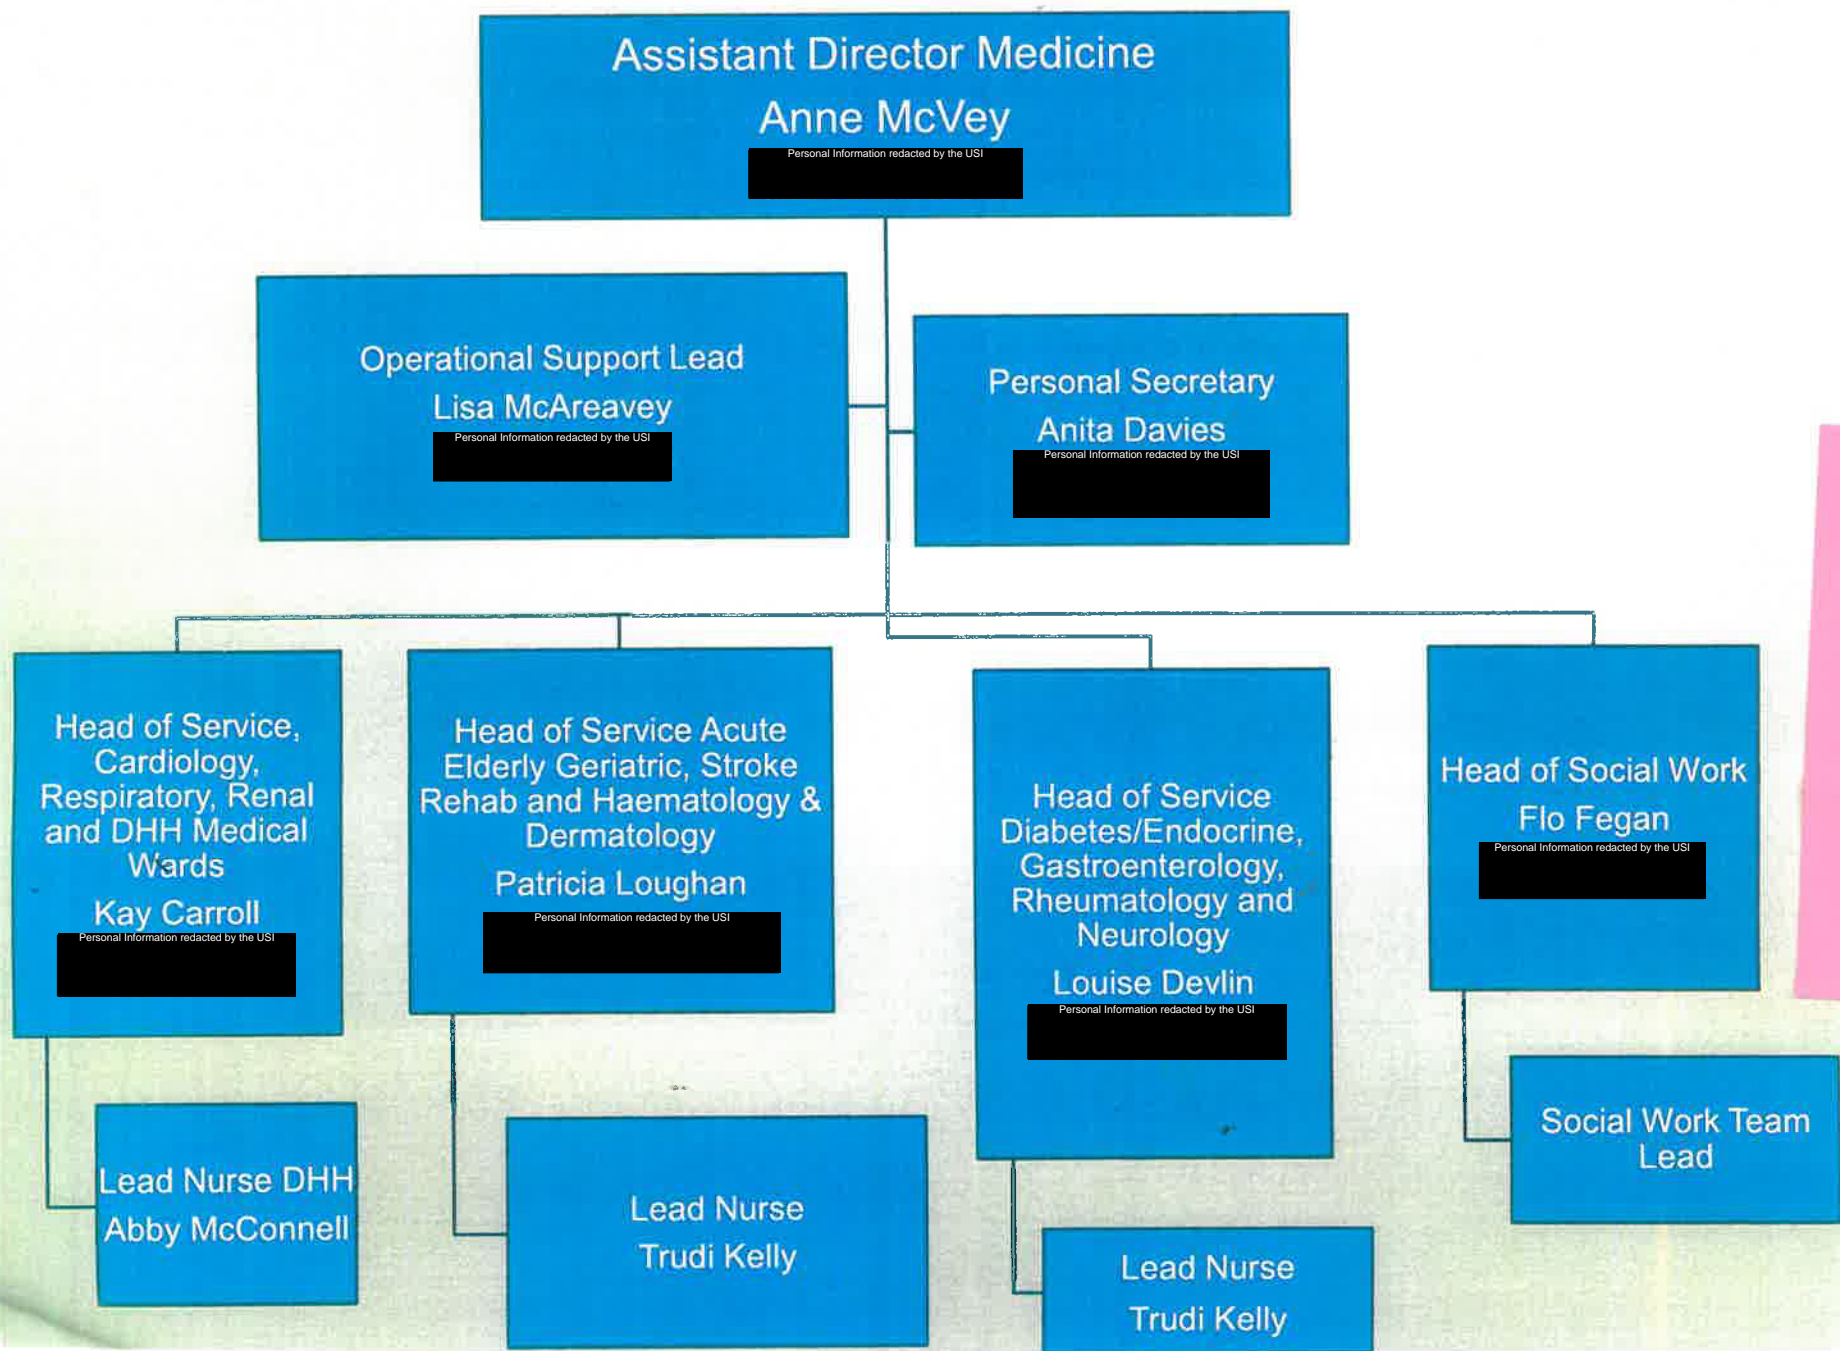 Assistant Director Medicine
Anne McVey
Personal Information redacted by the USI
Operational Support Lead
Lisa McAreavey
Personal Information redacted by the USI
Personal Secretary
Anita Davies
Personal Information redacted by the USI
Head of Service,
Cardiology,
Respiratory, Renal
and DHH Medical
Wards
Kay Carroll
Personal Information redacted by the USI
Head of Service Acute
Elderly Geriatric, Stroke
Rehab and Haematology &
Dermatology
Patricia Loughan
Personal Information redacted by the USI
Head of Service
Diabetes/Endocrine,
Gastroenterology,
Rheumatology and
Neurology
Louise Devlin
Personal Information redacted by the USI
Head of Social Work
Flo Fegan
Personal Information redacted by the USI
Lead Nurse DHH
Abby McConnell
Lead Nurse
Trudi Kelly
Lead Nurse
Trudi Kelly
Social Work Team
Lead